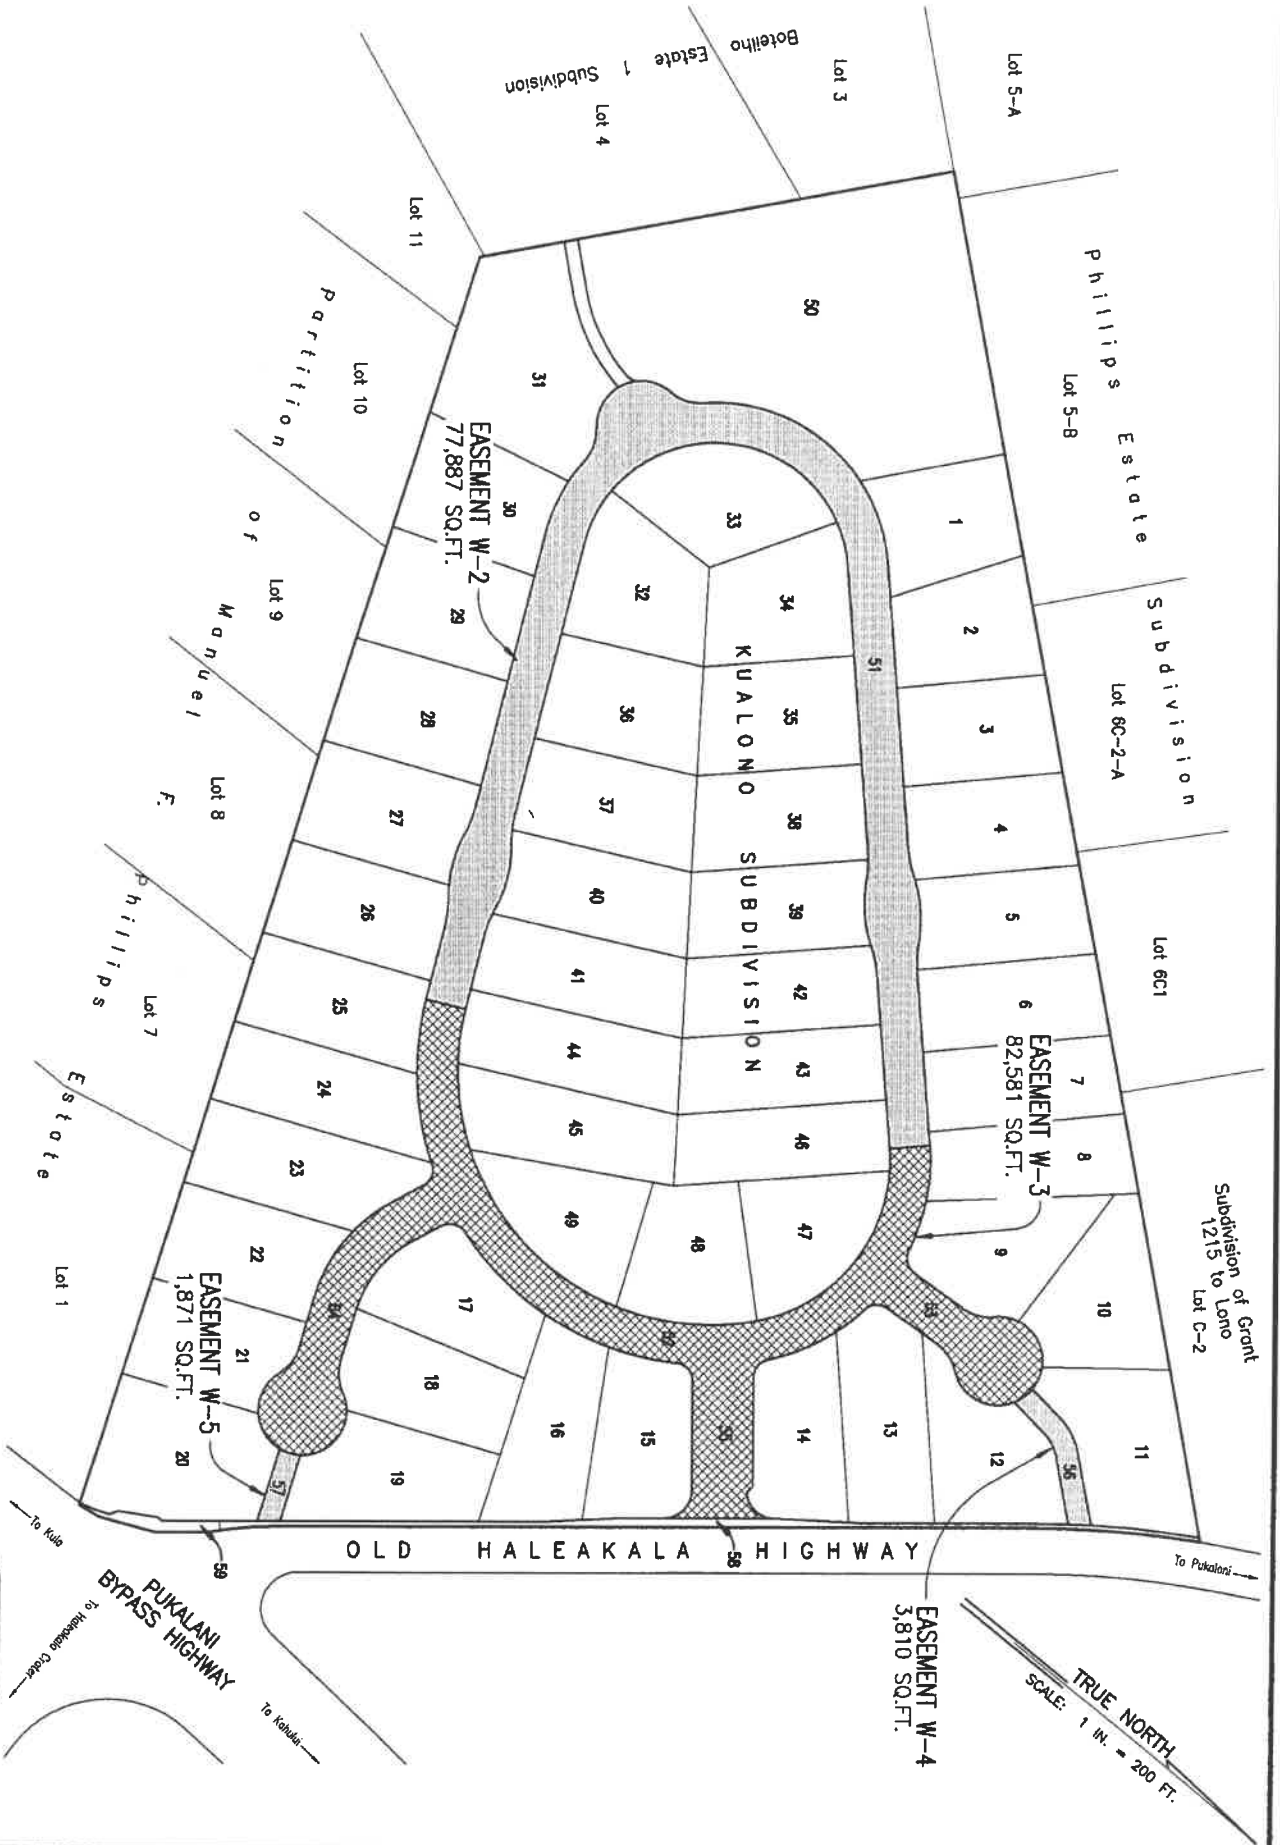 Boteilho Estate 1 Subdivision
Lot 3
Lot 4
Lot 5-A
Phillips Estate Subdivision
Lot 5-B
Lot 6C-2-A
Lot 6C1
Subdivision of Grant
1215 to Lono
Lot C-2
Lot 11
Lot 10
Lot 9
Lot 8
Lot 7
Lot 1
Partition of Manuel F. Phillips Estate
KUALONO SUBDIVISION
50
31
30
29
28
27
26
25
24
23
22
21
20
1
2
3
4
5
6
7
8
9
10
11
12
13
14
15
16
17
18
19
33
32
34
36
35
37
38
40
39
41
42
44
43
45
46
49
48
47
51
52
53
54
55
56
57
58
59
EASEMENT W-2
77,887 SQ.FT.
EASEMENT W-3
82,581 SQ.FT.
EASEMENT W-4
3,810 SQ.FT.
EASEMENT W-5
1,871 SQ.FT.
OLD HALEAKALA HIGHWAY
To Pukalani
To Kula
To Haleakala Crater
PUKALANI
BYPASS HIGHWAY
To Kahului
TRUE NORTH
SCALE: 1 IN. = 200 FT.